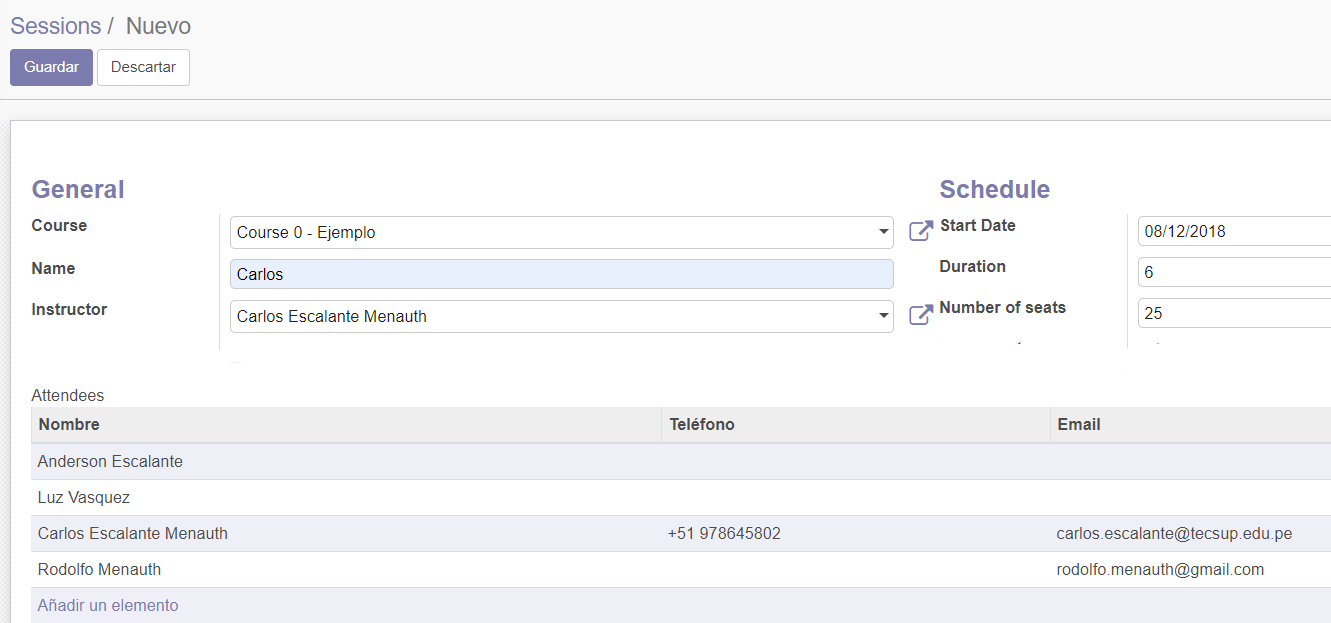 Sessions / Nuevo
Guardar Descartar
General
Course Course 0 - Ejemplo
Name Carlos
Instructor Carlos Escalante Menauth
Schedule
Start Date 08/12/2018
Duration 6
Number of seats 25
Attendees
Nombre Teléfono Email
Anderson Escalante
Luz Vasquez
Carlos Escalante Menauth +51 978645802 carlos.escalante@tecsup.edu.pe
Rodolfo Menauth rodolfo.menauth@gmail.com
Añadir un elemento